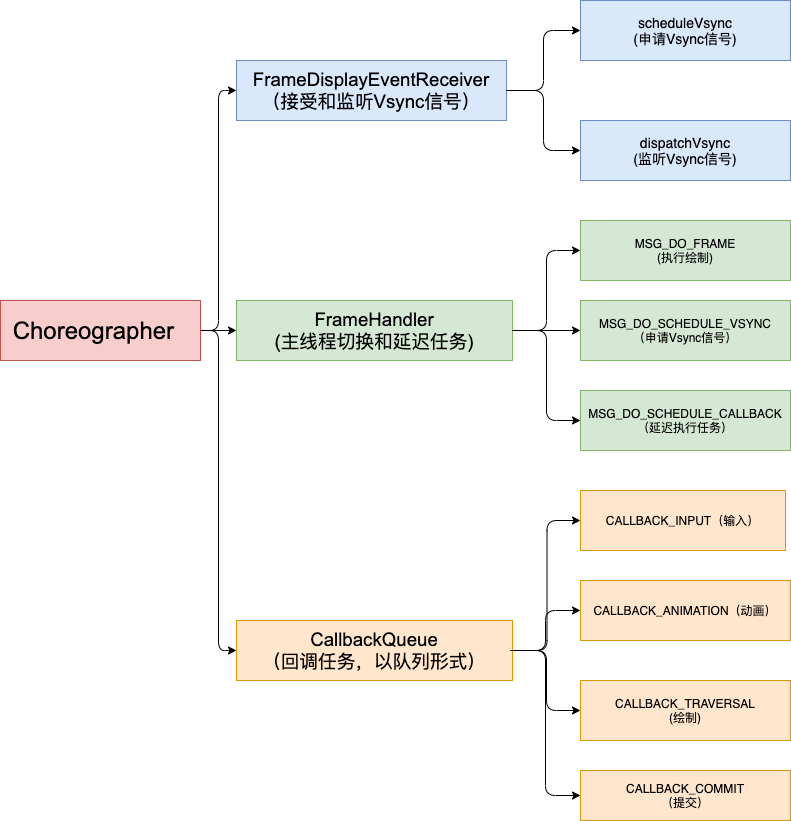 Choreographer
FrameDisplayEventReceiver
（接受和监听Vsync信号）
scheduleVsync
(申请Vsync信号)
dispatchVsync
(监听Vsync信号)
FrameHandler
(主线程切换和延迟任务)
MSG_DO_FRAME
(执行绘制)
MSG_DO_SCHEDULE_VSYNC
(申请Vsync信号）
MSG_DO_SCHEDULE_CALLBACK
（延迟执行任务）
CallbackQueue
（回调任务，以队列形式）
CALLBACK_INPUT（输入）
CALLBACK_ANIMATION（动画）
CALLBACK_TRAVERSAL
(绘制)
CALLBACK_COMMIT
（提交）